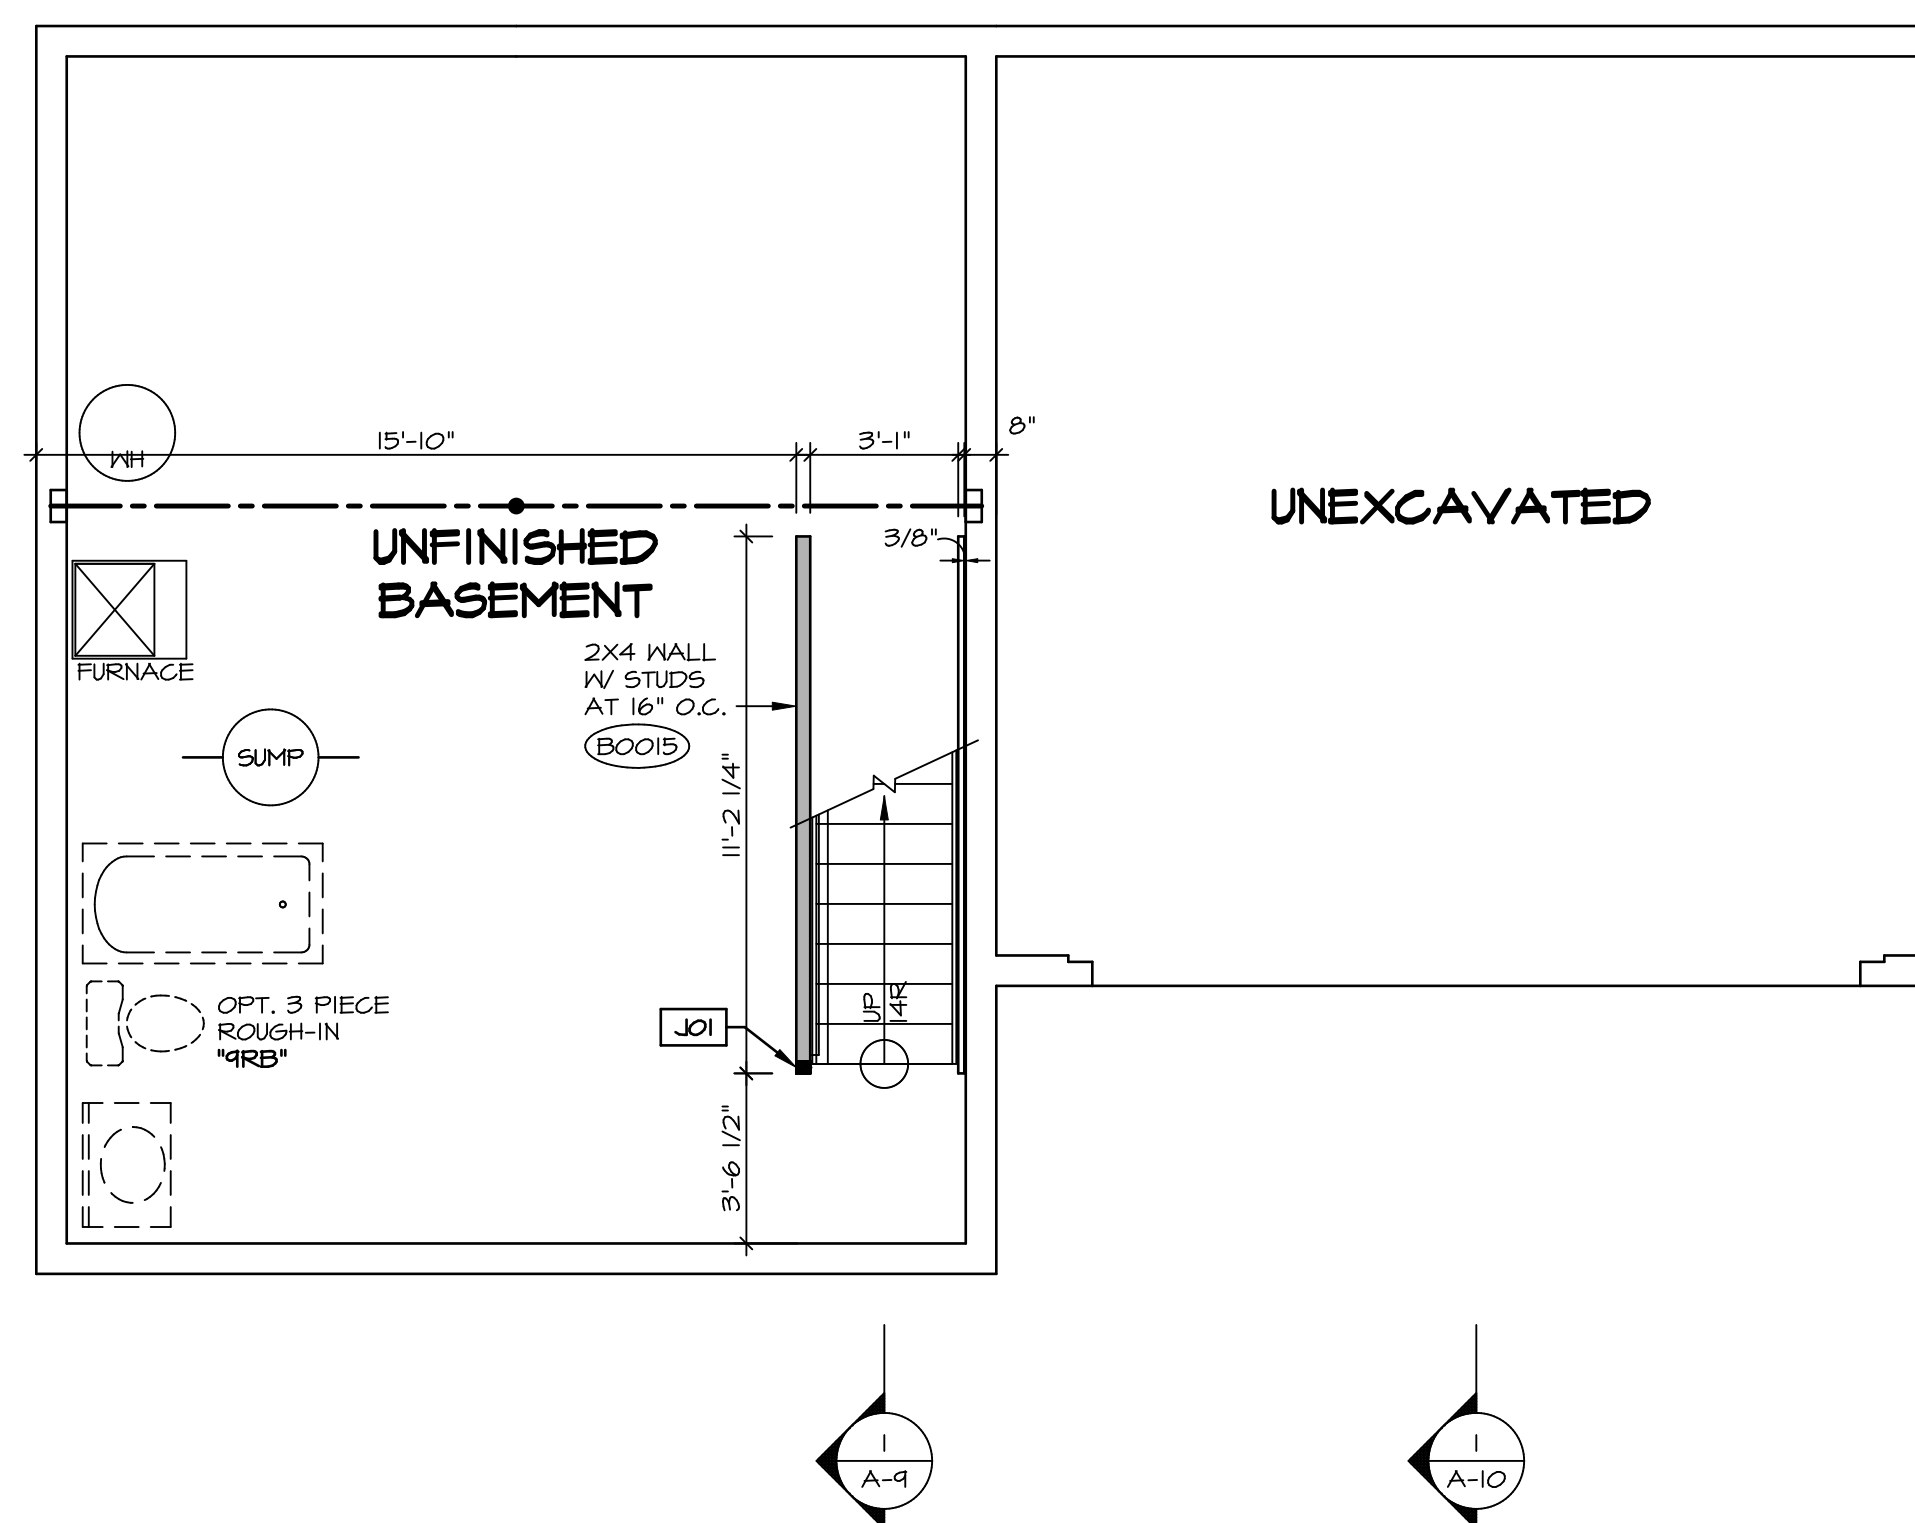 8"
15'-10"
3'-1"
WH
UNEXCAVATED
UNFINISHED
BASEMENT
3/8"
2X4 WALL
W/ STUDS
AT 16" O.C.
B0015
FURNACE
SUMP
11'-2 1/4"
UP
14R
OPT. 3 PIECE
ROUGH-IN
"9RB"
J01
3'-6 1/2"
1
A-9
1
A-10